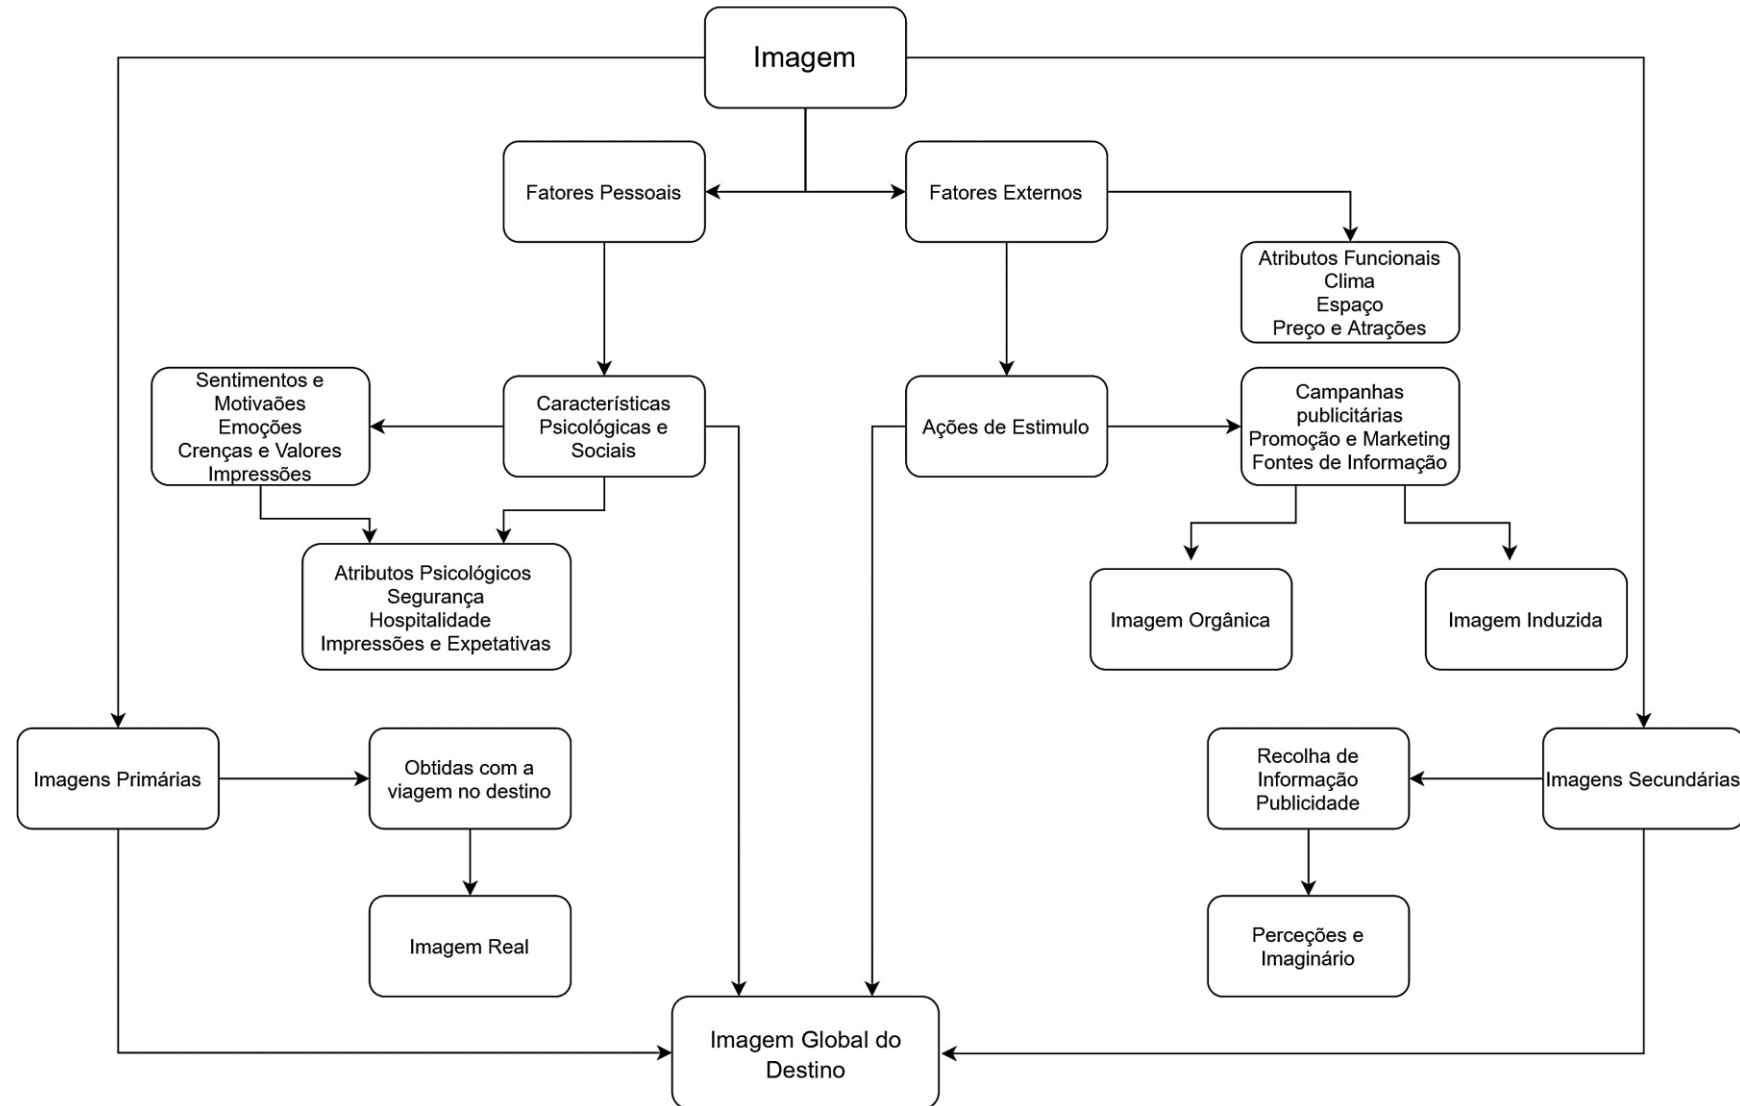 Imagem
Fatores Pessoais
Fatores Externos
Atributos Funcionais
Clima
Espaço
Preço e Atrações
Sentimentos e
Motivaões
Emoções
Crenças e Valores
Impressões
Característícas
Psicológicas e
Sociais
Ações de Estimulo
Campanhas
publicitárias
Promoção e Marketing
Fontes de Informação
Atributos Psicológicos
Segurança
Hospitalidade
Impressões e Expetativas
Imagem Orgânica
Imagem Induzida
Imagens Primárias
Obtidas com a
viagem no destino
Recolha de
Informação
Publicidade
Imagens Secundárias
Imagem Real
Perceções e
Imaginário
Imagem Global do
Destino